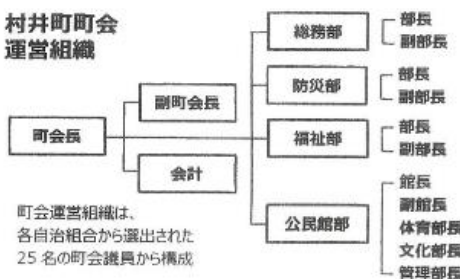 村井町町会
運営組織
町会長
副町会長
会計
総務部
部長
副部長
防災部
部長
副部長
福祉部
部長
副部長
公民館部
館長
副館長
体育部長
文化部長
管理部長
町会運営組織は、
各自治組合から選出された
25名の町会議員から構成